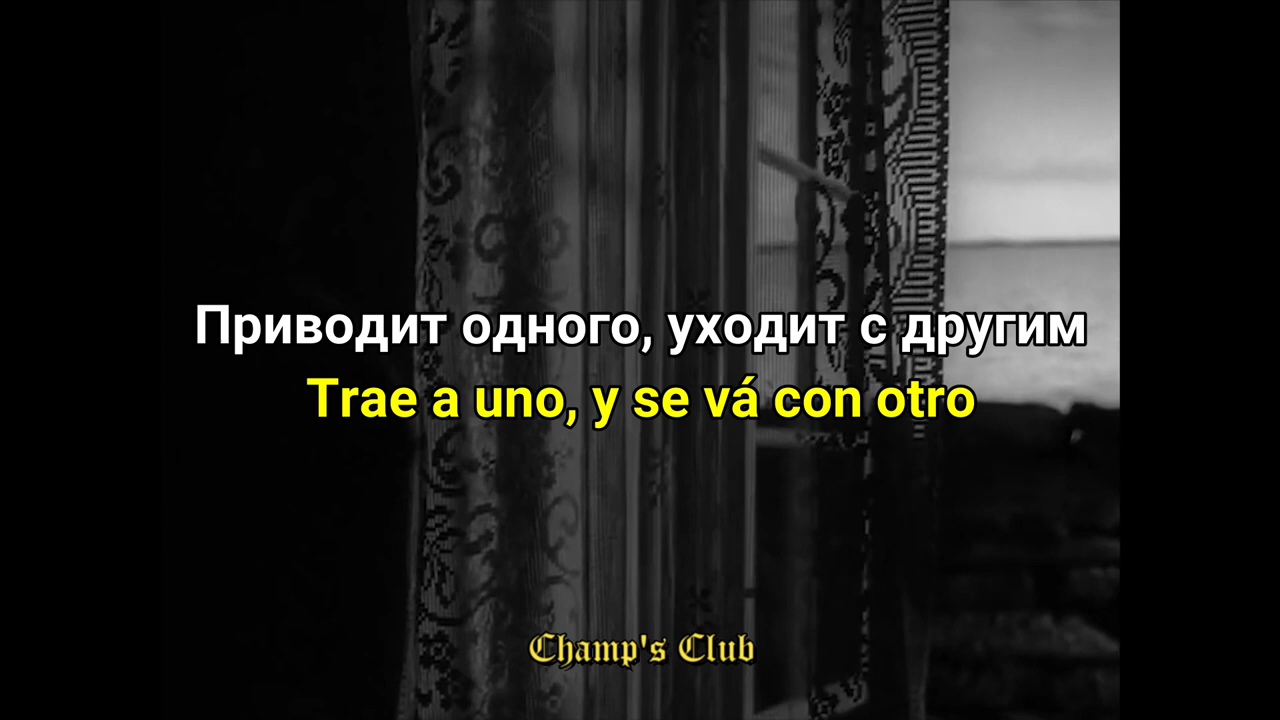 Приводит одного, уходит с другим
Trae a uno, y se vá con otro
Champ's Club